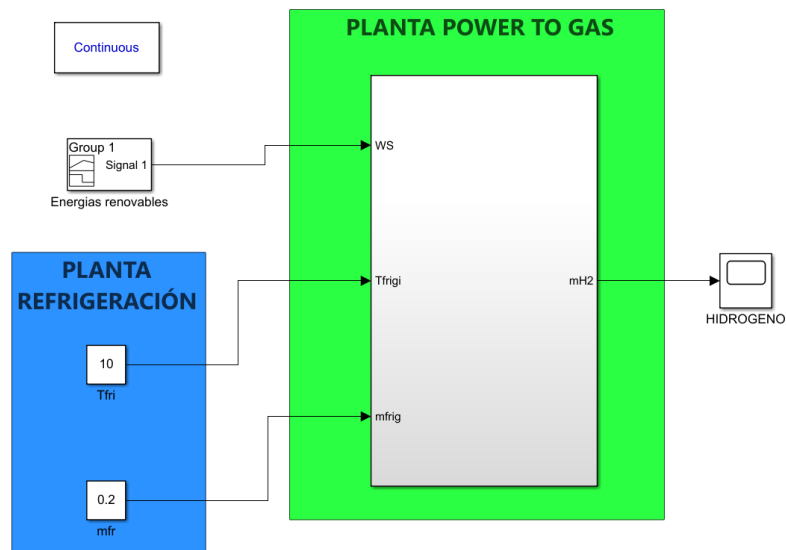 PLANTA POWER TO GAS
Continuous
Group 1
Signal 1
Energias renovables
WS
Tfrigi
mfrig
mH2
HIDROGENO
PLANTA
REFRIGERACIÓN
10
Tfri
0.2
mfr